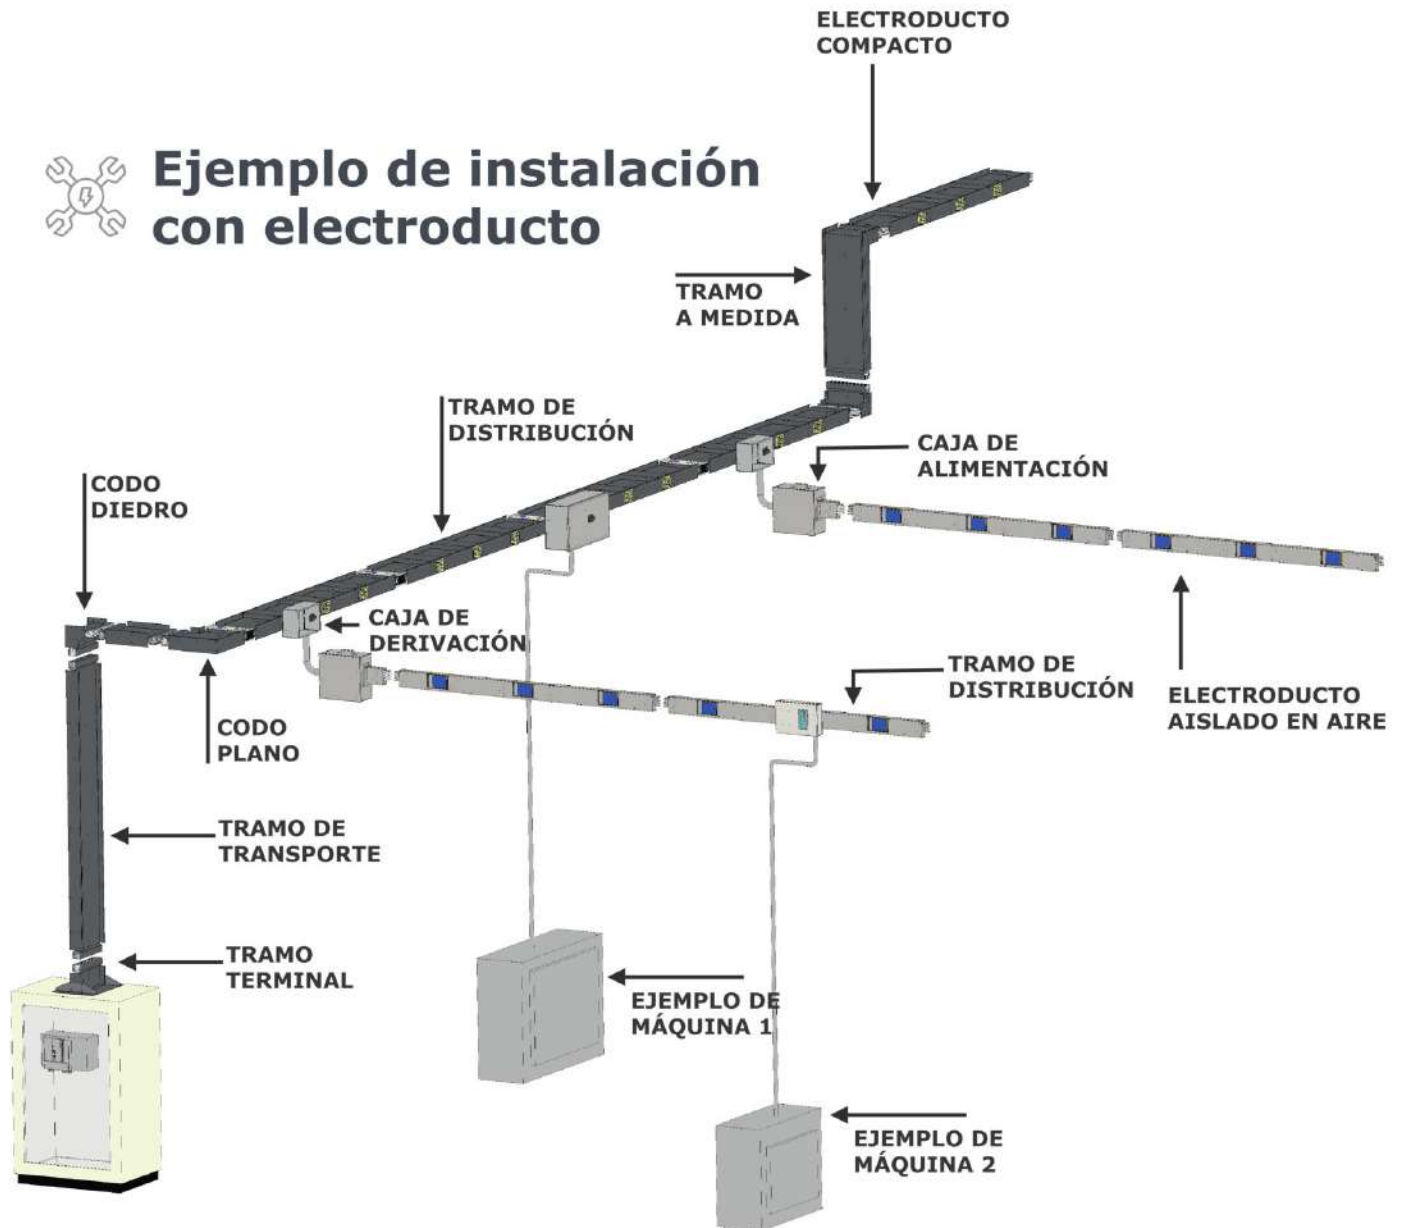 ELECTRODUCTO
COMPACTO
Ejemplo de instalación
con electroducto
TRAMO
A MEDIDA
TRAMO DE
DISTRIBUCIÓN
CAJA DE
ALIMENTACIÓN
CODO
DIEDRO
CAJA DE
DERIVACIÓN
TRAMO DE
DISTRIBUCIÓN
ELECTRODUCTO
AISLADO EN AIRE
CODO
PLANO
TRAMO DE
TRANSPORTE
TRAMO
TERMINAL
EJEMPLO DE
MÁQUINA 1
EJEMPLO DE
MÁQUINA 2